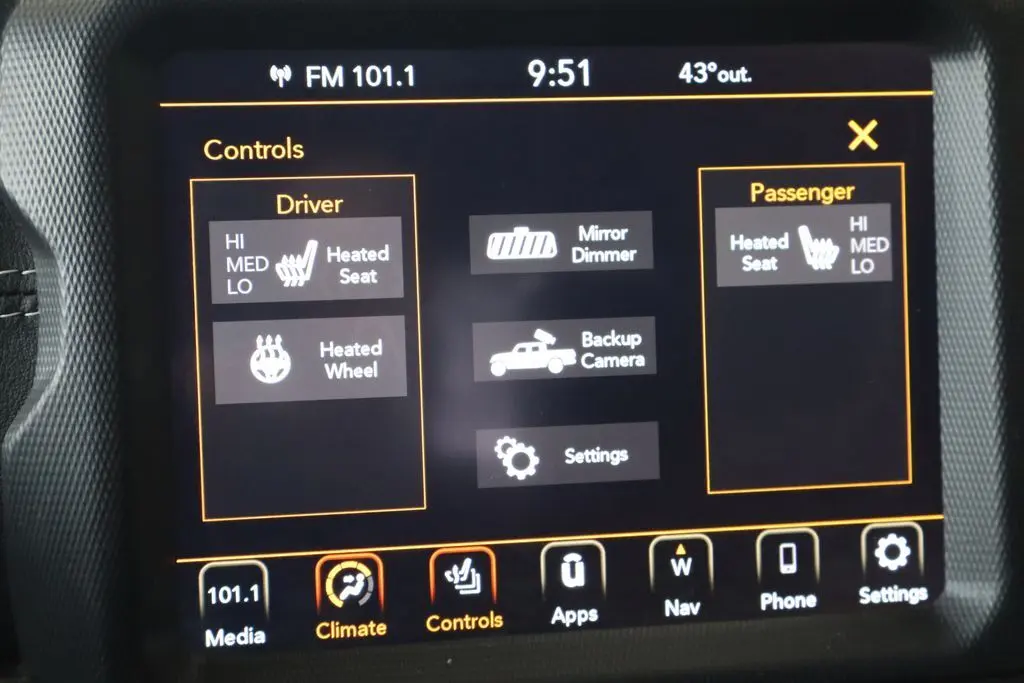 FM 101.1
9:51
43°out.
Controls
Driver
HI
MED
LO
Heated
Seat
Heated
Wheel
Mirror
Dimmer
Backup
Camera
Settings
Passenger
Heated
Seat
HI
MED
LO
101.1
Media
Climate
Controls
u
Apps
W
Nav
Phone
Settings